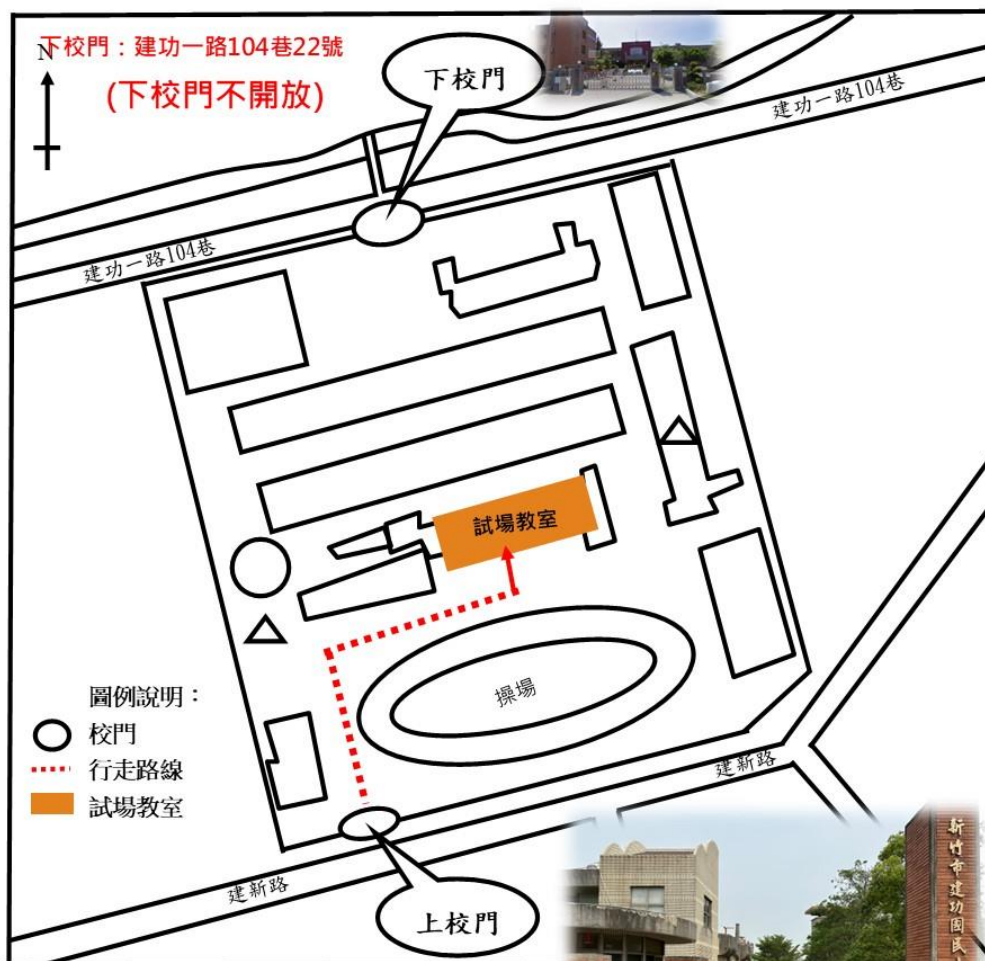 下校門：建功一路104巷22號
N
(下校門不開放)
下校門
建功一路104巷
建功一路104巷
試場教室
操場
圖例說明：
校門
行走路線
試場教室
建新路
建新路
上校門
新竹市建功國民